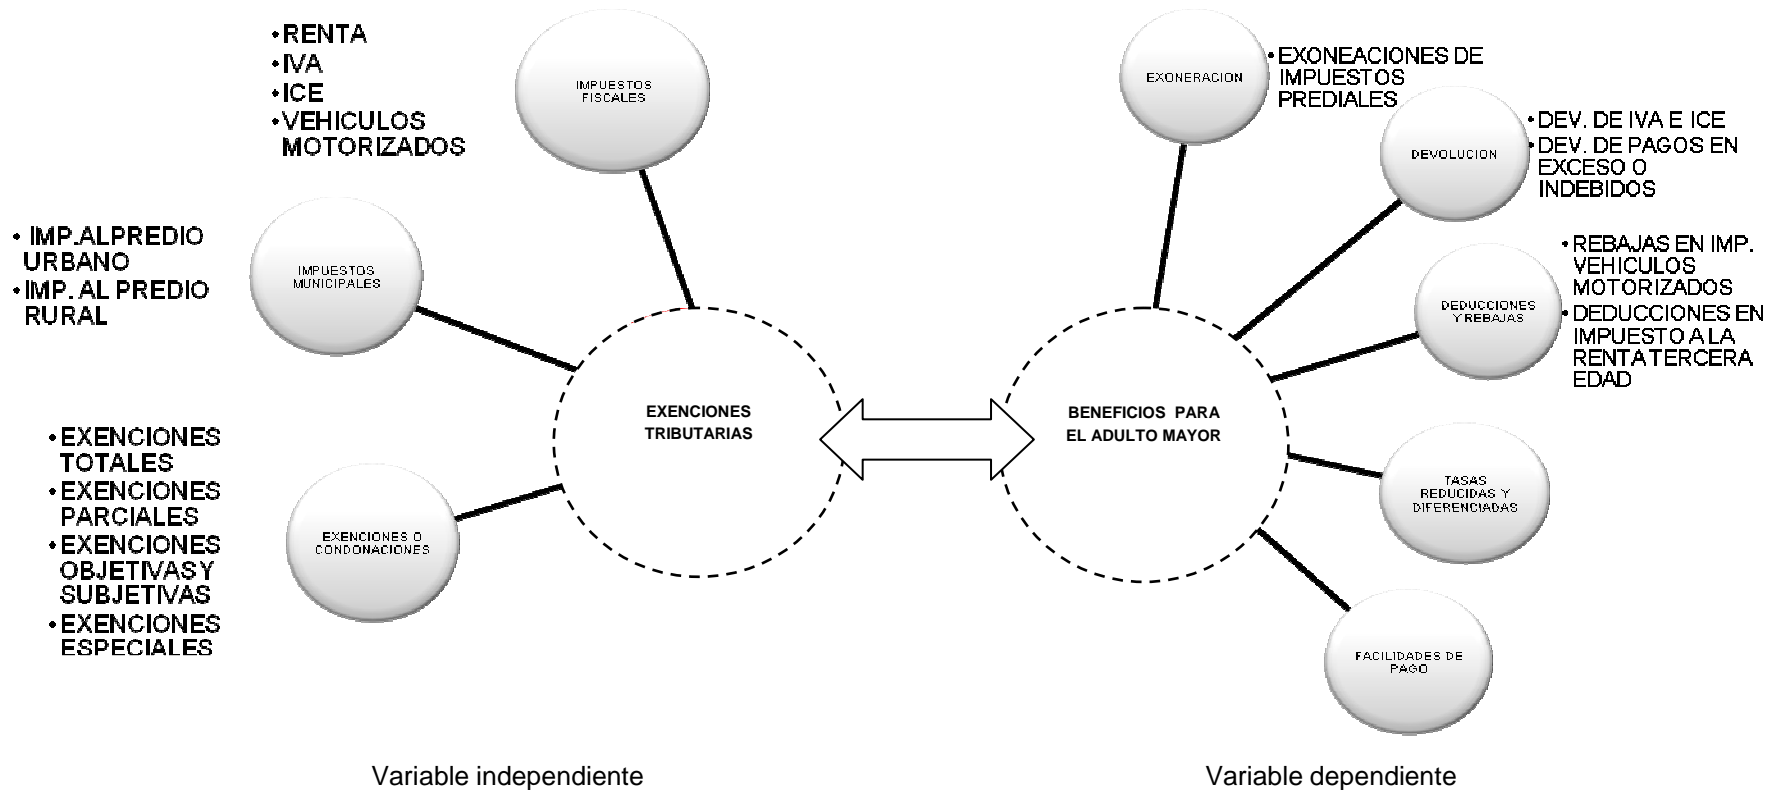 •RENTA
•IVA
•ICE
•VEHICULOS
MOTORIZADOS
IMPUESTOS
FISCALES
• IMP.ALPREDIO
URBANO
•IMP. AL PREDIO
RURAL
IMPUESTOS
MUNICIPALES
•EXENCIONES
TOTALES
•EXENCIONES
PARCIALES
•EXENCIONES
OBJETIVAS Y
SUBJETIVAS
•EXENCIONES
ESPECIALES
EXENCIONES O
CONDONACIONES
EXENCIONES
TRIBUTARIAS
BENEFICIOS PARA
EL ADULTO MAYOR
EXONERACION
•EXONEACIONES DE
IMPUESTOS
PREDIALES
DEVOLUCION
•DEV. DE IVA E ICE
•DEV. DE PAGOS EN
EXCESO O
INDEBIDOS
DEDUCCIONES
Y REBAJAS
•REBAJAS EN IMP.
VEHICULOS
MOTORIZADOS
•DEDUCCIONES EN
IMPUESTO A LA
RENTA TERCERA
EDAD
TASAS
REDUCIDAS Y
DIFERENCIADAS
FACILIDADES DE
PAGO
Variable independiente
Variable dependiente